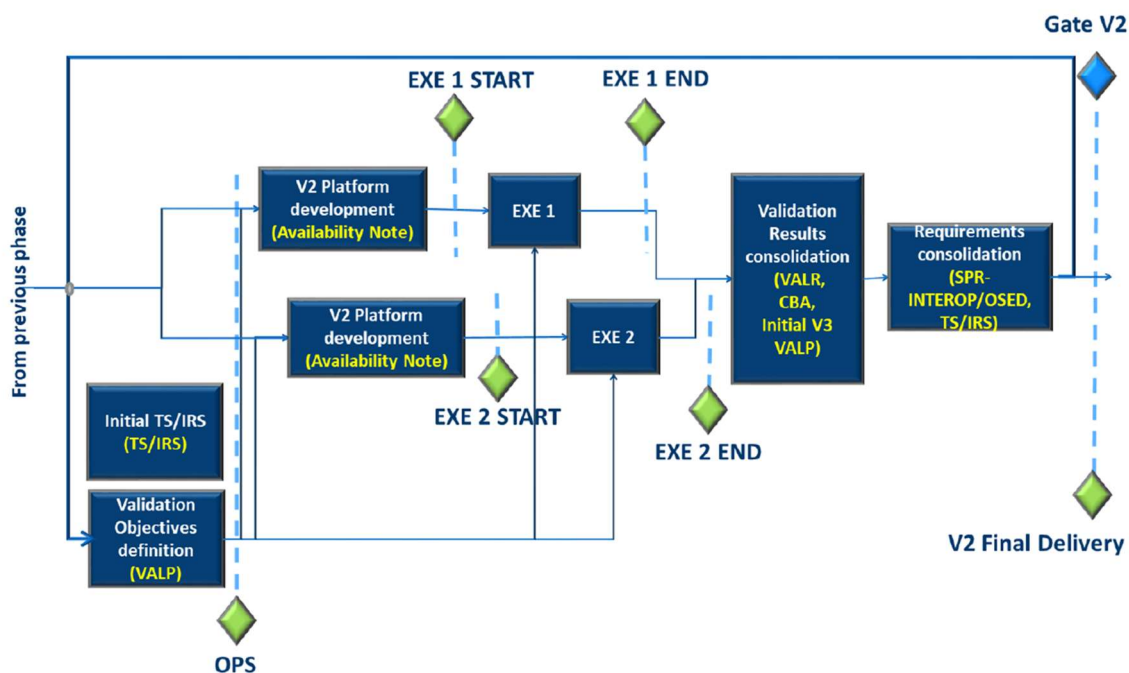 Gate V2
EXE 1 START
EXE 1 END
V2 Platform
development
(Availability Note)
EXE 1
Validation
Results
consolidation
(VALR,
CBA,
Initial V3
VALP)
Requirements
consolidation
(SPR-
INTEROP/OSED,
TS/IRS)
From previous phase
V2 Platform
development
(Availability Note)
EXE 2
EXE 2 START
EXE 2 END
Initial TS/IRS
(TS/IRS)
Validation
Objectives
definition
(VALP)
V2 Final Delivery
OPS